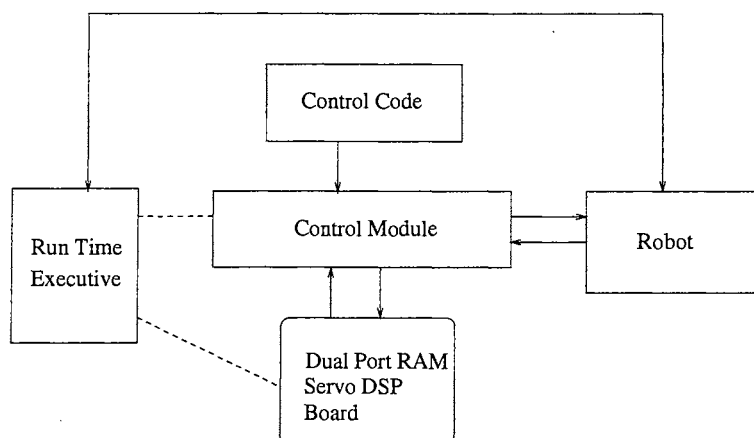 Control Code
Control Module
Run Time
Executive
Robot
Dual Port RAM
Servo DSP
Board